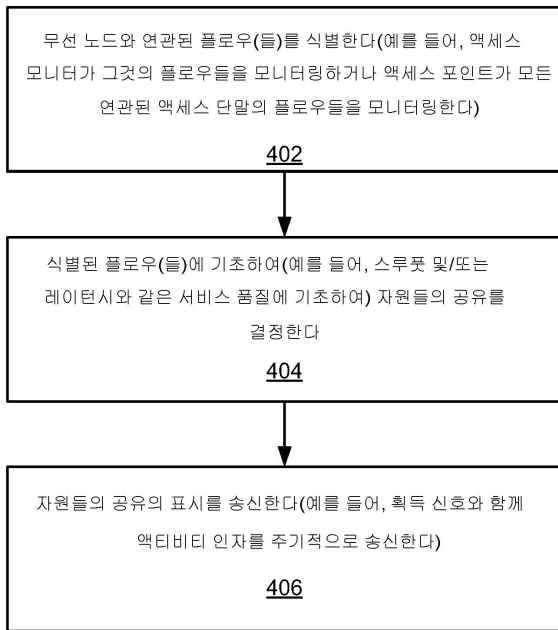 무선 노드와 연관된 플로우(들)를 식별한다(예를 들어, 액세스
모니터가 그것의 플로우들을 모니터링하거나 액세스 포인트가 모든
연관된 액세스 단말의 플로우들을 모니터링한다)
402
식별된 플로우(들)에 기초하여(예를 들어, 스루풋 및/또는
레이턴시와 같은 서비스 품질에 기초하여) 자원들의 공유를
결정한다
404
자원들의 공유의 표시를 송신한다(예를 들어, 획득 신호와 함께
액티비티 인자를 주기적으로 송신한다)
406